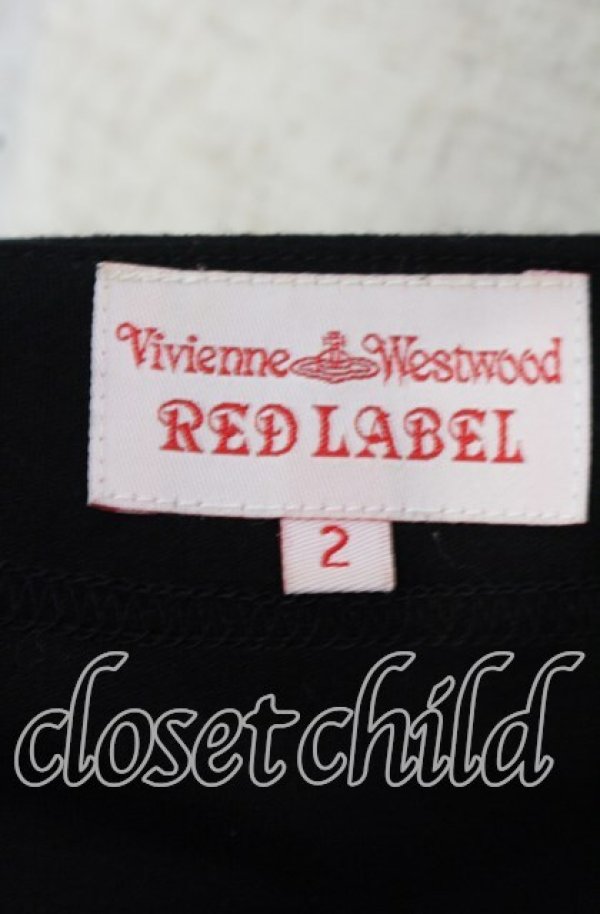 Vivienne Westwood
RED LABEL
2
closet child